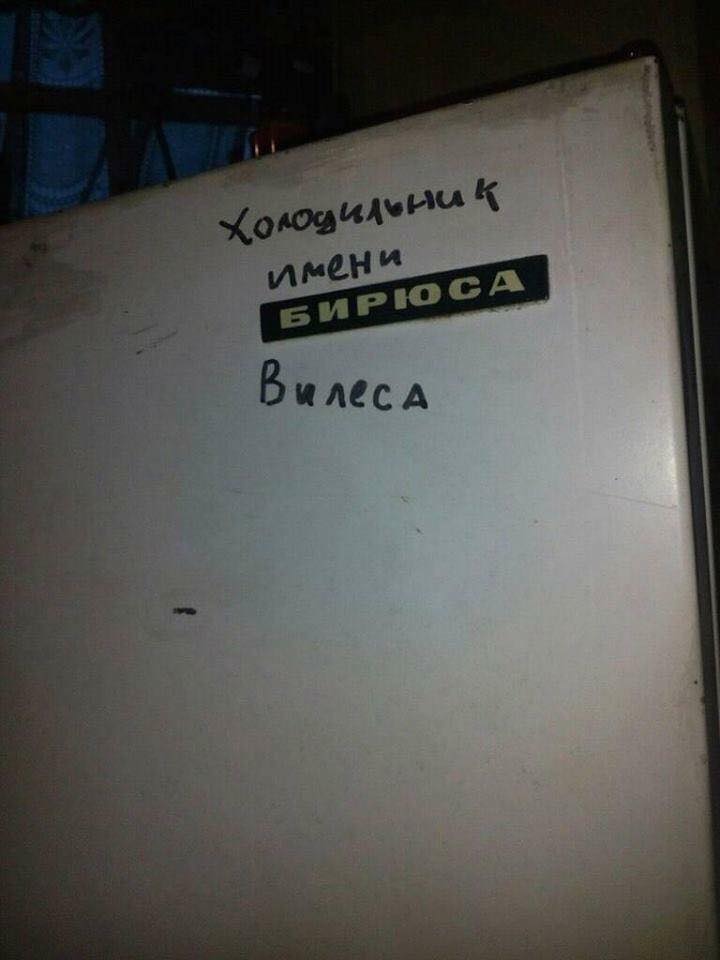 Холодильник
имени
БИРЮСА
Вилеса